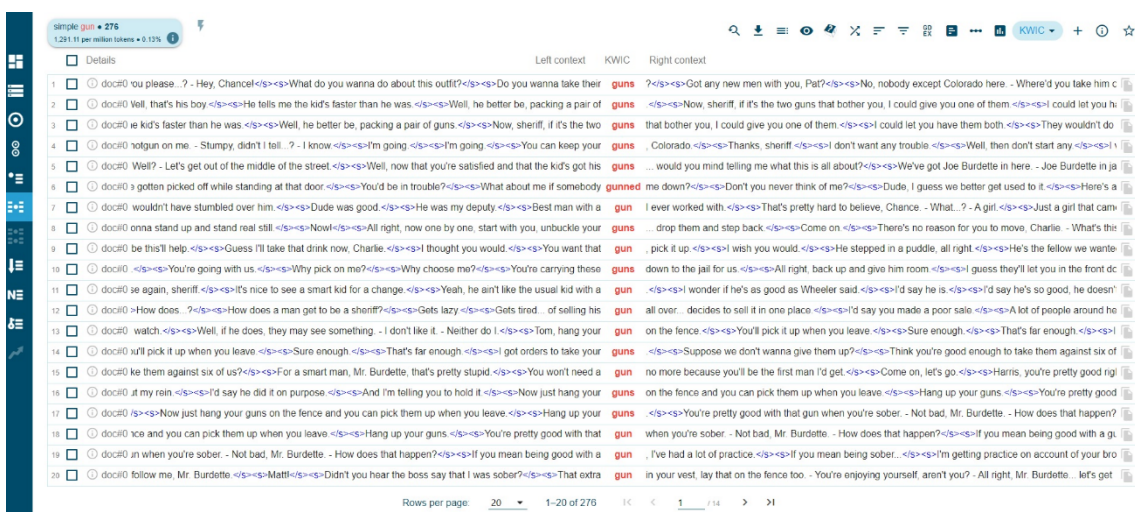 simple gun • 276
1,291.11 per million tokens • 0.13%
KWIC
Details Left context KWIC Right context
1 doc#0 you please...? - Hey, Chance!</s><s>What do you wanna do about this outfit?</s><s>Do you wanna take their guns ?</s><s>Got any new men with you, Pat?</s><s>No, nobody except Colorado here. - Where'd you take him c
2 doc#0 Vell, that's his boy.</s><s>He tells me the kid's faster than he was.</s><s>Well, he better be, packing a pair of guns .</s><s>Now, sheriff, if it's the two guns that bother you, I could give you one of them.</s><s>I could let you ha
3 doc#0 e kid's faster than he was.</s><s>Well, he better be, packing a pair of guns.</s><s>Now, sheriff, if it's the two guns that bother you, I could give you one of them.</s><s>I could let you have them both.</s><s>They wouldn't do
4 doc#0 notgun on me. - Stumpy, didn't I tell...? - I know.</s><s>I'm going.</s><s>I'm going.</s><s>You can keep your guns , Colorado.</s><s>Thanks, sheriff.</s><s>I don't want any trouble.</s><s>Well, then don't start any.</s><s>I
5 doc#0 Well? - Let's get out of the middle of the street.</s><s>Well, now that you're satisfied and that the kid's got his guns ... would you mind telling me what this is all about?</s><s>We've got Joe Burdette in here. - Joe Burdette in ja
6 doc#0 gotten picked off while standing at that door.</s><s>You'd be in trouble?</s><s>What about me if somebody gunned me down?</s><s>Don't you never think of me?</s><s>Dude, I guess we better get used to it.</s><s>Here's a
7 doc#0 wouldn't have stumbled over him.</s><s>Dude was good.</s><s>He was my deputy.</s><s>Best man with a gun I ever worked with.</s><s>That's pretty hard to believe, Chance. - What...? - A girl.</s><s>Just a girl that cam
8 doc#0 onna stand up and stand real still.</s><s>Now!</s><s>All right, now one by one, start with you, unbuckle your guns ... drop them and step back.</s><s>Come on.</s><s>There's no reason for you to move, Charlie. - What's this
9 doc#0 be this'll help.</s><s>Guess I'll take that drink now, Charlie.</s><s>I thought you would.</s><s>You want that gun , pick it up.</s><s>I wish you would.</s><s>He stepped in a puddle, all right.</s><s>He's the fellow we wante
10 doc#0 .</s><s>You're going with us.</s><s>Why pick on me?</s><s>Why choose me?</s><s>You're carrying these guns down to the jail for us.</s><s>All right, back up and give him room.</s><s>I guess they'll let you in the front dc
11 doc#0 se again, sheriff.</s><s>It's nice to see a smart kid for a change.</s><s>Yeah, he ain't like the usual kid with a gun .</s><s>I wonder if he's as good as Wheeler said.</s><s>I'd say he is.</s><s>I'd say he's so good, he doesn'
12 doc#0 >How does...?</s><s>How does a man get to be a sheriff?</s><s>Gets lazy.</s><s>Gets tired... of selling his gun all over... decides to sell it in one place.</s><s>I'd say you made a poor sale.</s><s>A lot of people around he
13 doc#0 watch.</s><s>Well, if he does, they may see something. - I don't like it. - Neither do I.</s><s>Tom, hang your gun on the fence.</s><s>You'll pick it up when you leave.</s><s>Sure enough.</s><s>That's far enough.</s><s>I
14 doc#0 ou'll pick it up when you leave.</s><s>Sure enough.</s><s>That's far enough.</s><s>I got orders to take your guns .</s><s>Suppose we don't wanna give them up?</s><s>Think you're good enough to take them against six of
15 doc#0 ke them against six of us?</s><s>For a smart man, Mr. Burdette, that's pretty stupid.</s><s>You won't need a gun no more because you'll be the first man I'd get.</s><s>Come on, let's go.</s><s>Harris, you're pretty good rigl
16 doc#0 ut my rein.</s><s>I'd say he did it on purpose.</s><s>And I'm telling you to hold it.</s><s>Now just hang your guns on the fence and you can pick them up when you leave.</s><s>Hang up your guns.</s><s>You're pretty good
17 doc#0 /s><s>Now just hang your guns on the fence and you can pick them up when you leave.</s><s>Hang up your guns .</s><s>You're pretty good with that gun when you're sober. - Not bad, Mr. Burdette. - How does that happen?
18 doc#0 nce and you can pick them up when you leave.</s><s>Hang up your guns.</s><s>You're pretty good with that gun when you're sober. - Not bad, Mr. Burdette. - How does that happen?</s><s>If you mean being good with a gu
19 doc#0 un when you're sober. - Not bad, Mr. Burdette. - How does that happen?</s><s>If you mean being good with a gun , I've had a lot of practice.</s><s>If you mean being sober...</s><s>I'm getting practice on account of your bro
20 doc#0 follow me, Mr. Burdette.</s><s>Matt!</s><s>Didn't you hear the boss say that I was sober?</s><s>That extra gun in your vest, lay that on the fence too. - You're enjoying yourself, aren't you? - All right, Mr. Burdette... let's get
Rows per page: 20 1–20 of 276 1 / 14